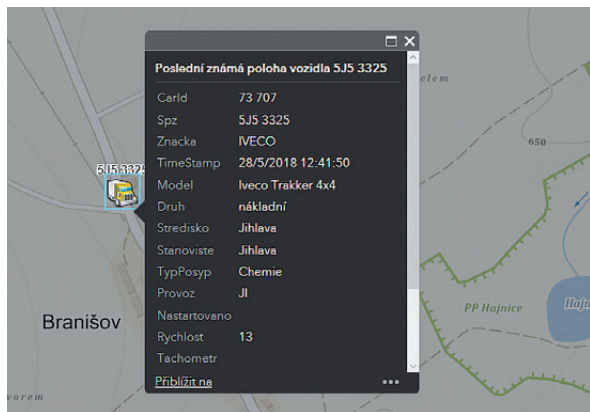 Poslední známá poloha vozidla 5J5 3325
CarId 73 707
Spz 5J5 3325
Znacka IVECO
TimeStamp 28/5/2018 12:41:50
Model Iveco Trakker 4x4
Druh nákladní
Stredisko Jihlava
Stanoviste Jihlava
TypPosyp Chemie
Provoz JI
Nastartovano
Rychlost 13
Tachometr
Přiblížit na
5J5 3325
Branišov
650
PP Hajnice